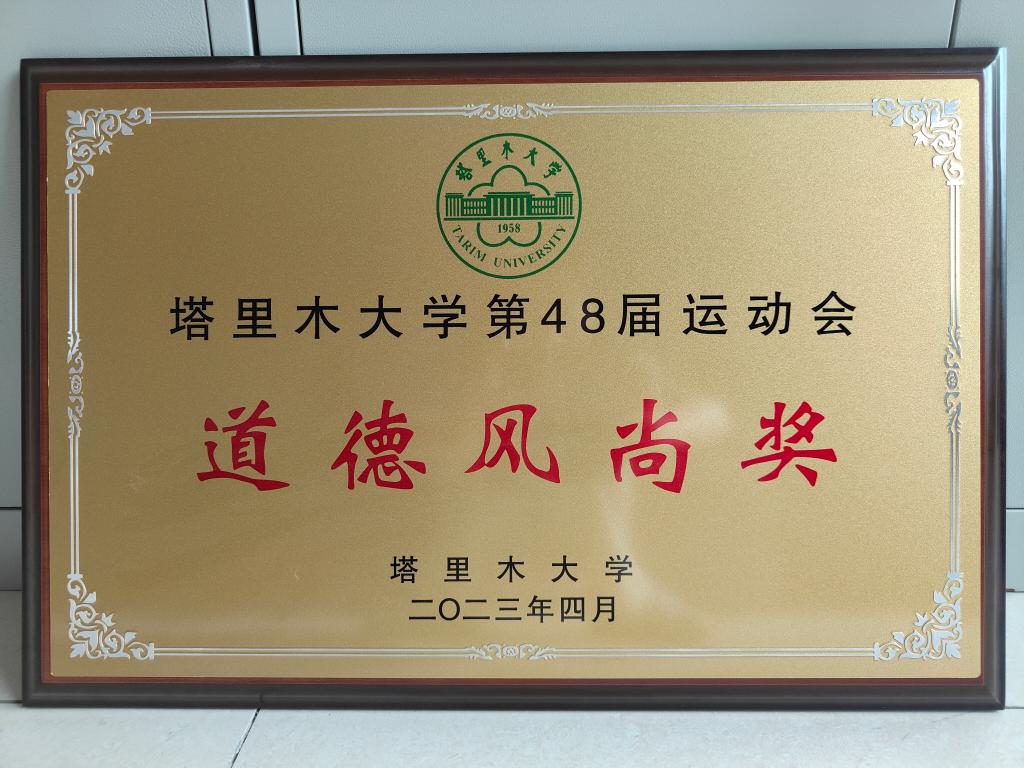 塔里木大学
1958
TARIM UNIVERSITY
塔里木大学第48届运动会
道德风尚奖
塔里木大学
二〇二三年四月